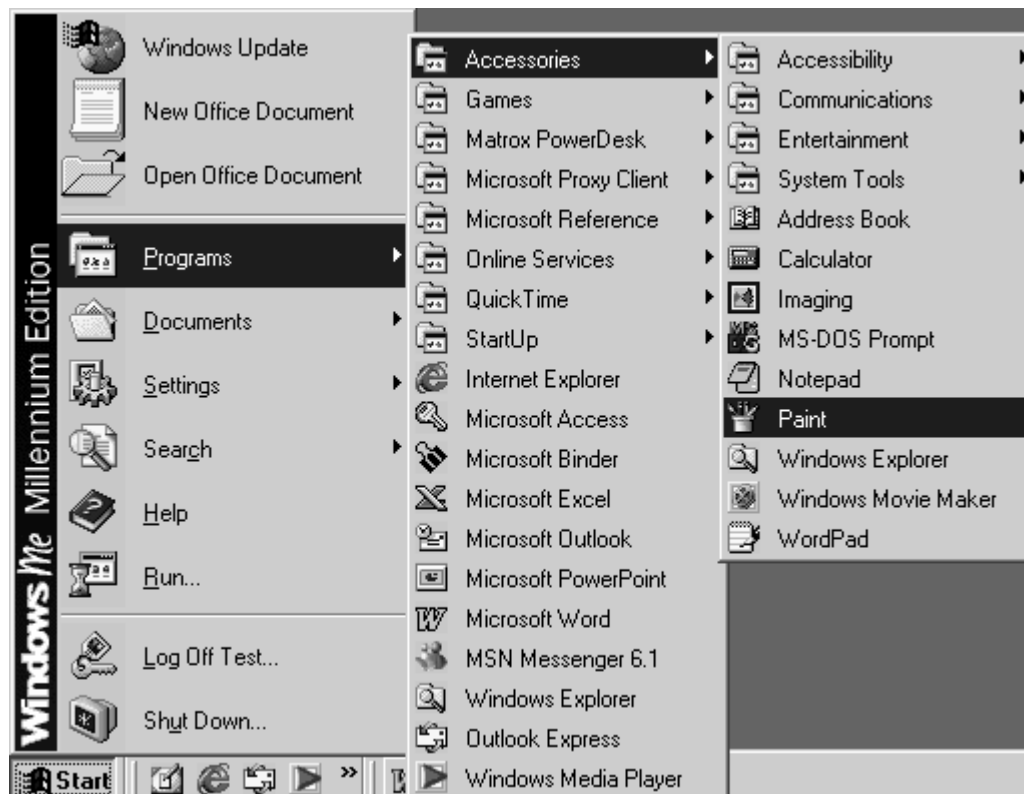 Windows Me Millennium Edition
Windows Update
New Office Document
Open Office Document
Programs
Documents
Settings
Search
Help
Run...
Log Off Test...
Shut Down...
Start
»
Accessories
Games
Matrox PowerDesk
Microsoft Proxy Client
Microsoft Reference
Online Services
QuickTime
StartUp
Internet Explorer
Microsoft Access
Microsoft Binder
Microsoft Excel
Microsoft Outlook
Microsoft PowerPoint
Microsoft Word
MSN Messenger 6.1
Windows Explorer
Outlook Express
Windows Media Player
Accessibility
Communications
Entertainment
System Tools
Address Book
Calculator
Imaging
MS-DOS Prompt
Notepad
Paint
Windows Explorer
Windows Movie Maker
WordPad